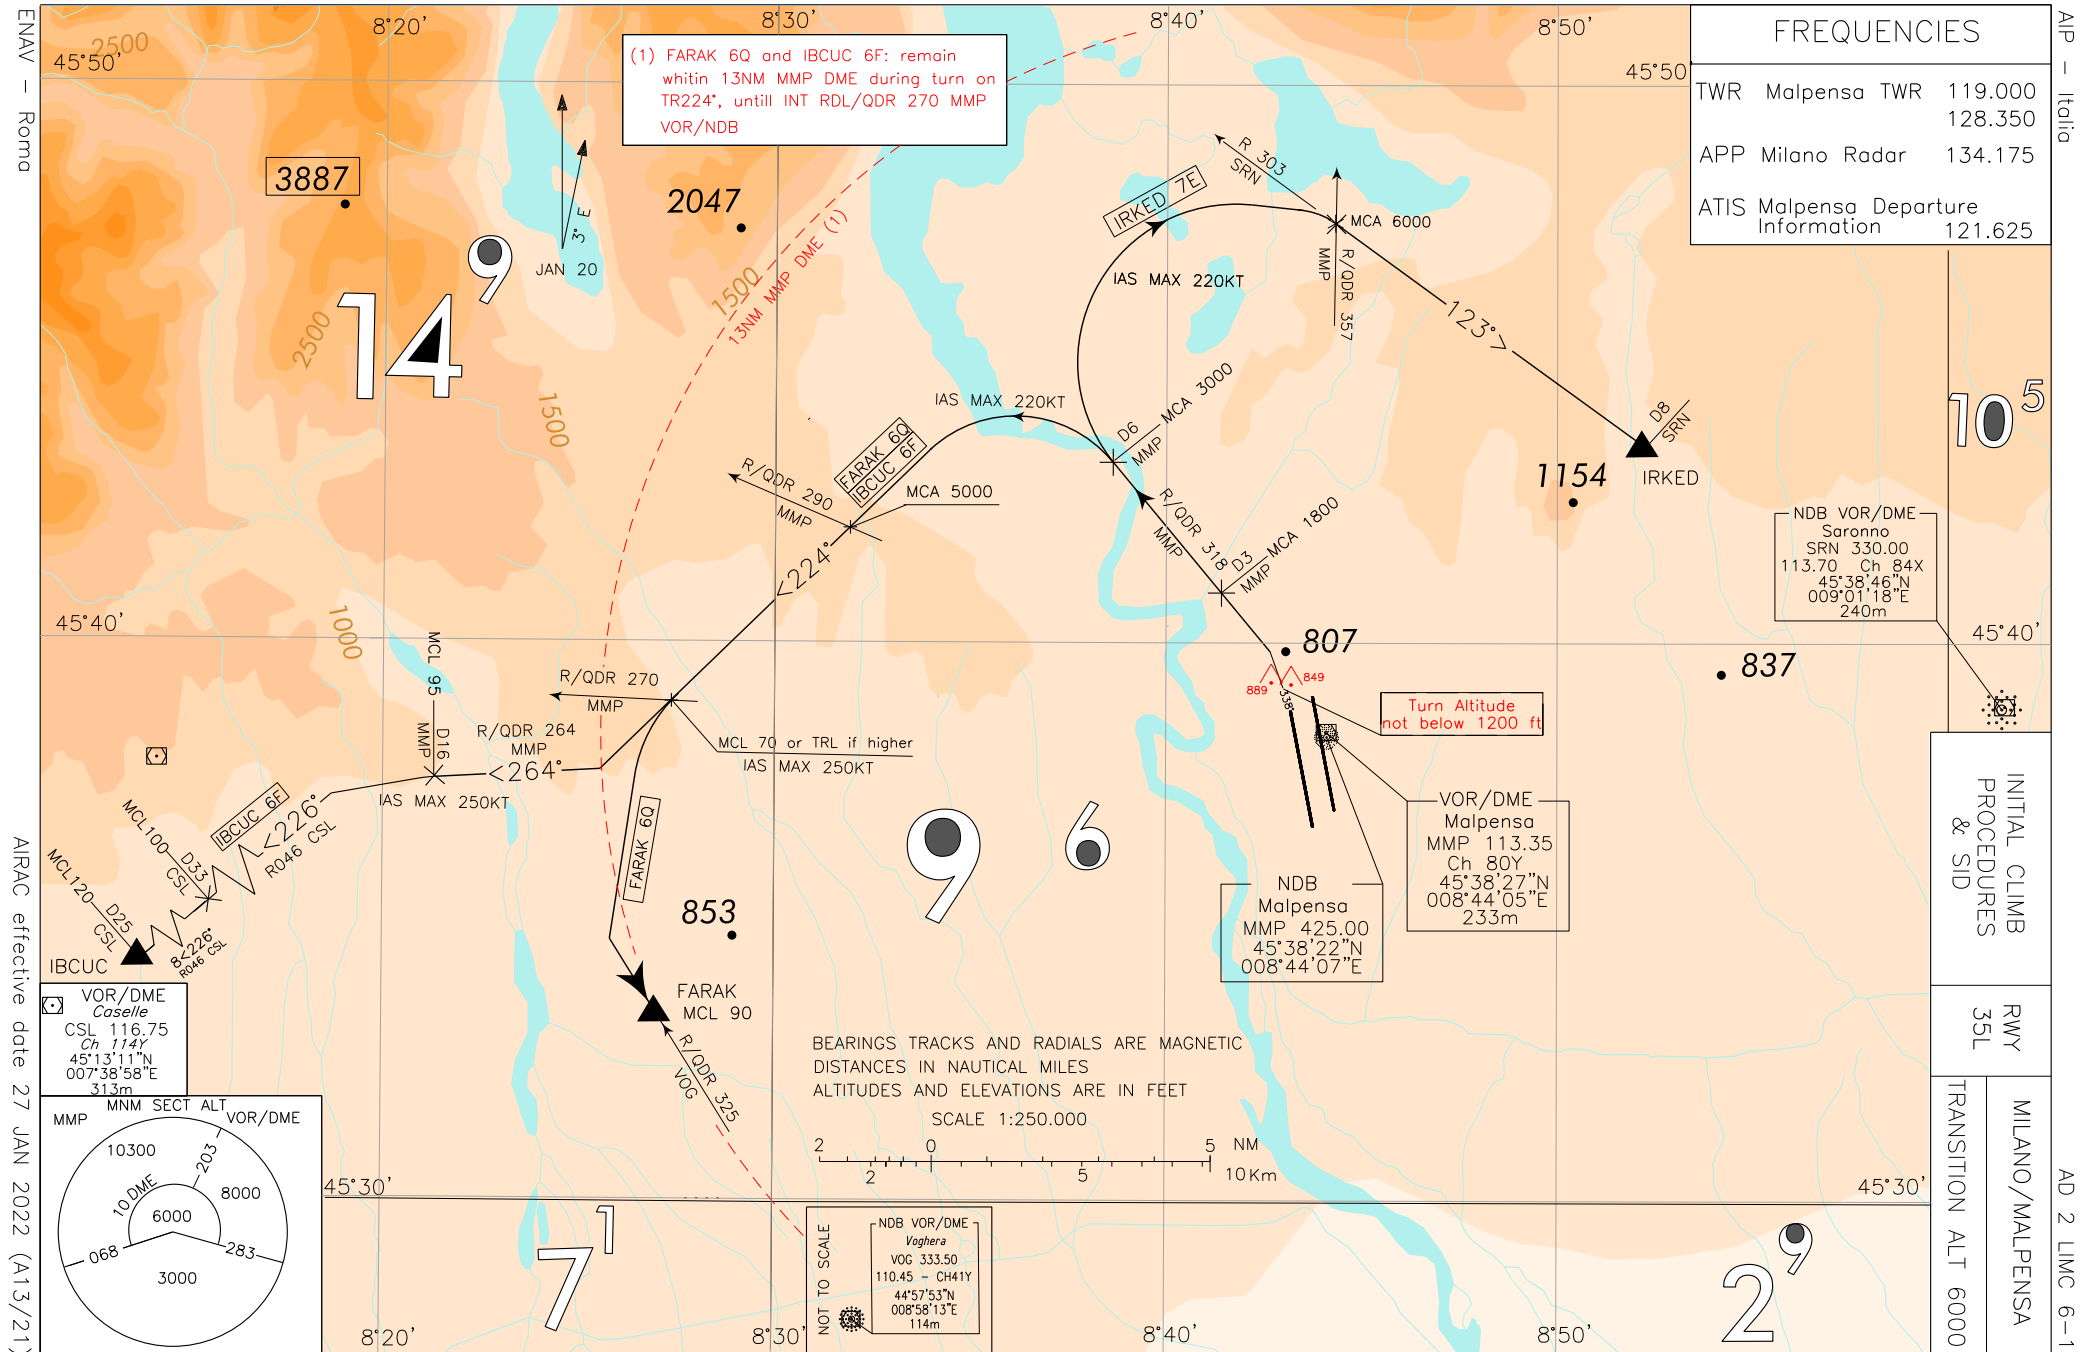 ENAV - Roma
AIRAC effective date 27 JAN 2022 (A13/21)
AIP - Italia
AD 2 LIMC 6-1
8°20'
8°30'
8°40'
8°50'
45°50'
45°50'
2500
(1) FARAK 6Q and IBCUC 6F: remain
whitin 13NM MMP DME during turn on
TR224°, untill INT RDL/QDR 270 MMP
VOR/NDB
FREQUENCIES
TWR Malpensa TWR 119.000
128.350
APP Milano Radar 134.175
ATIS Malpensa Departure
Information 121.625
3887
2047
3° E
JAN 20
14 9
2500
1500
1500
13NM MMP DME (1)
R 303
SRN
IRKED 7E
MCA 6000
R/QDR 357
MMP
IAS MAX 220KT
123° >
D8
SRN
IRKED
1154
10 5
IAS MAX 220KT
D6
MMP
MCA 3000
FARAK 6Q
IBCUC 6F
R/QDR 290
MMP
MCA 5000
R/QDR 318
MMP
D3
MMP
MCA 1800
<224°
NDB VOR/DME
Saronno
SRN 330.00
113.70 Ch 84X
45°38'46"N
009°01'18"E
240m
45°40'
45°40'
1000
807
837
889
849
338°
Turn Altitude
not below 1200 ft
MCL 95
D16
MMP
R/QDR 270
MMP
R/QDR 264
MMP
<264°
IAS MAX 250KT
MCL 70 or TRL if higher
IAS MAX 250KT
FARAK 6Q
IBCUC 6F
<226°
R046 CSL
MCL100
D33
CSL
MCL120
D25
CSL
8<226°
R046 CSL
IBCUC
9 6
853
FARAK
MCL 90
R/QDR 325
VOG
VOR/DME
Malpensa
MMP 113.35
Ch 80Y
45°38'27"N
008°44'05"E
233m
NDB
Malpensa
MMP 425.00
45°38'22"N
008°44'07"E
VOR/DME
Caselle
CSL 116.75
Ch 114Y
45°13'11"N
007°38'58"E
313m
BEARINGS TRACKS AND RADIALS ARE MAGNETIC
DISTANCES IN NAUTICAL MILES
ALTITUDES AND ELEVATIONS ARE IN FEET
SCALE 1:250.000
2 0 5 NM
2 5 10Km
MNM SECT ALT
MMP VOR/DME
10300
203
10 DME
8000
6000
068
283
3000
45°30'
45°30'
7 1
NOT TO SCALE
NDB VOR/DME
Voghera
VOG 333.50
110.45 - CH41Y
44°57'53"N
008°58'13"E
114m
2 9
8°20'
8°30'
8°40'
8°50'
INITIAL CLIMB
PROCEDURES
& SID
RWY
35L
MILANO/MALPENSA
TRANSITION ALT 6000